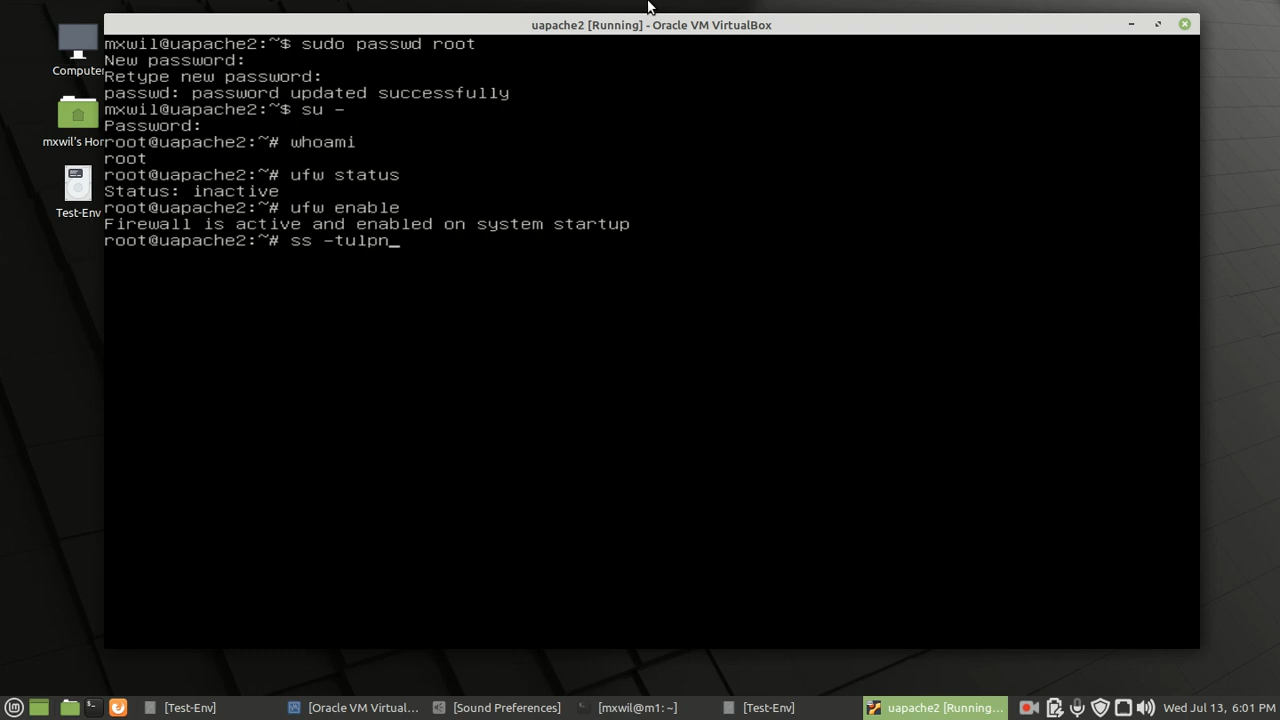 uapache2 [Running] - Oracle VM VirtualBox
Computer
mxwil's Hom
Test-Env
mxwil@uapache2:~$ sudo passwd root
New password:
Retype new password:
passwd: password updated successfully
mxwil@uapache2:~$ su -
Password:
root@uapache2:~# whoami
root
root@uapache2:~# ufw status
Status: inactive
root@uapache2:~# ufw enable
Firewall is active and enabled on system startup
root@uapache2:~# ss -tulpn_
[Test-Env]
[Oracle VM Virtual...
[Sound Preferences]
[mxwil@m1: ~]
[Test-Env]
uapache2 [Running...
Wed Jul 13, 6:01 PM